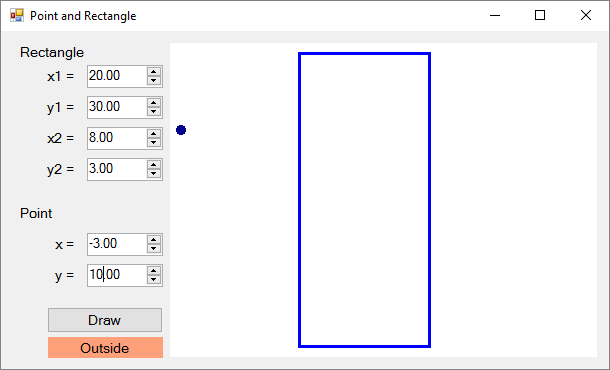 Point and Rectangle
Rectangle
x1 = 20.00
y1 = 30.00
x2 = 8.00
y2 = 3.00
Point
x = -3.00
y = 10.00
Draw
Outside